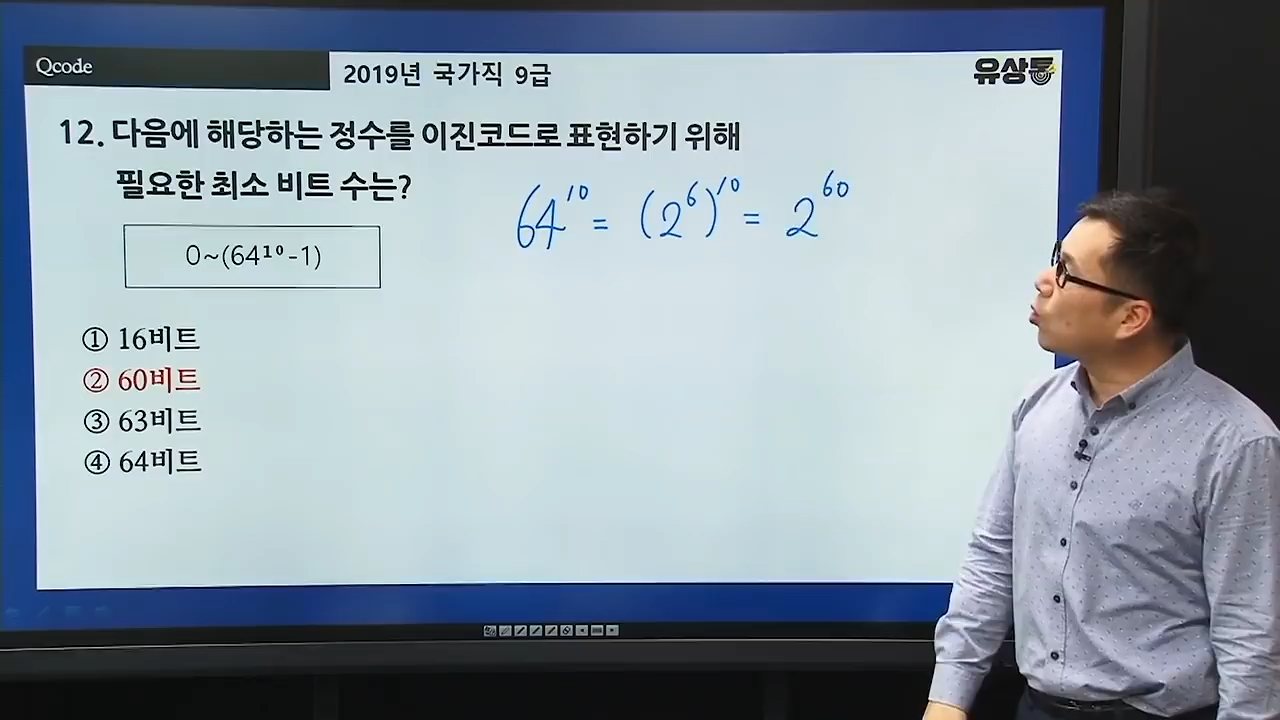 Qcode
2019년 국가직 9급
유상통
12. 다음에 해당하는 정수를 이진코드로 표현하기 위해
필요한 최소 비트 수는?
64¹⁰ = (2⁶)¹⁰ = 2⁶⁰
0~(64¹⁰-1)
① 16비트
② 60비트
③ 63비트
④ 64비트